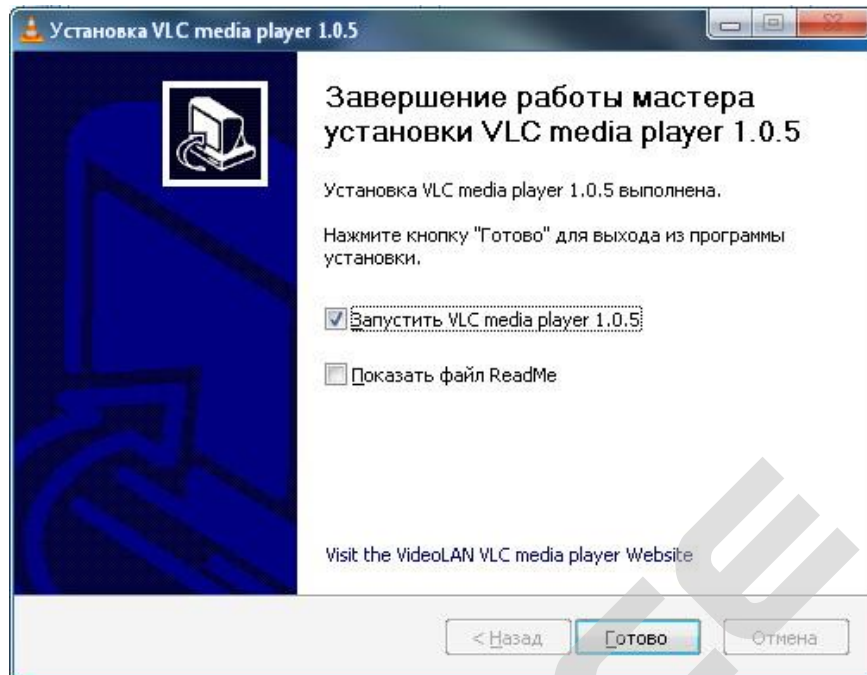 Установка VLC media player 1.0.5
Завершение работы мастера
установки VLC media player 1.0.5
Установка VLC media player 1.0.5 выполнена.
Нажмите кнопку "Готово" для выхода из программы
установки.
Запустить VLC media player 1.0.5
Показать файл ReadMe
Visit the VideoLAN VLC media player Website
< Назад
Готово
Отмена